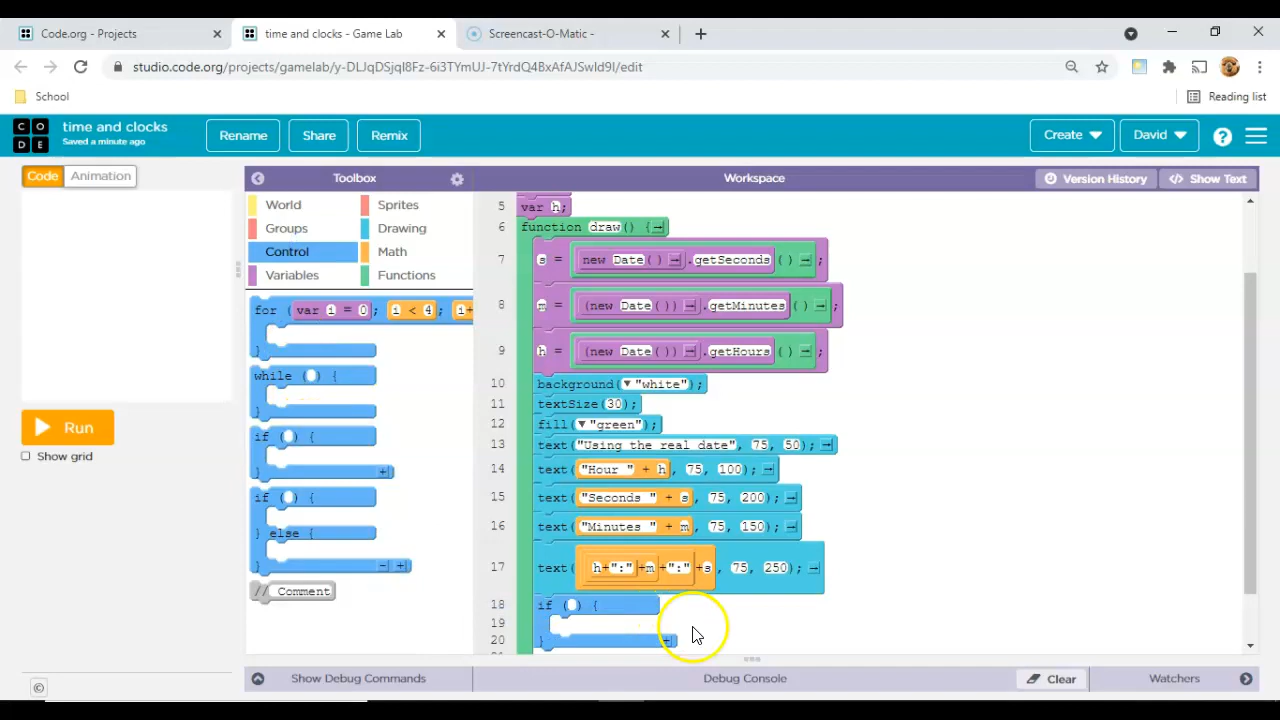 Code.org - Projects
time and clocks - Game Lab
Screencast-O-Matic -
studio.code.org/projects/gamelab/y-DLJqDSjql8Fz-6i3TYmUJ-7tYrdQ4BxAfAJSwId9I/edit
School
Reading list
CODE
time and clocks
Saved a minute ago
Rename
Share
Remix
Create
David
?
Code
Animation
Toolbox
Workspace
Version History
</> Show Text
World
Sprites
Groups
Drawing
Control
Math
Variables
Functions
for ( var i = 0; i < 4; i+
}
while () {
}
if () {
}
if () {
} else {
}
// Comment
Run
Show grid
5 var h;
6 function draw() {
7 s = new Date() .getSeconds () ;
8 m = (new Date()) .getMinutes () ;
9 h = (new Date()) .getHours () ;
10 background( "white");
11 textSize(30);
12 fill( "green");
13 text("Using the real date", 75, 50);
14 text("Hour " + h, 75, 100);
15 text("Seconds " + s, 75, 200);
16 text("Minutes " + m, 75, 150);
17 text( h+":"+m+":"+s, 75, 250);
18 if () {
19
20 }
Show Debug Commands
Debug Console
Clear
Watchers
©